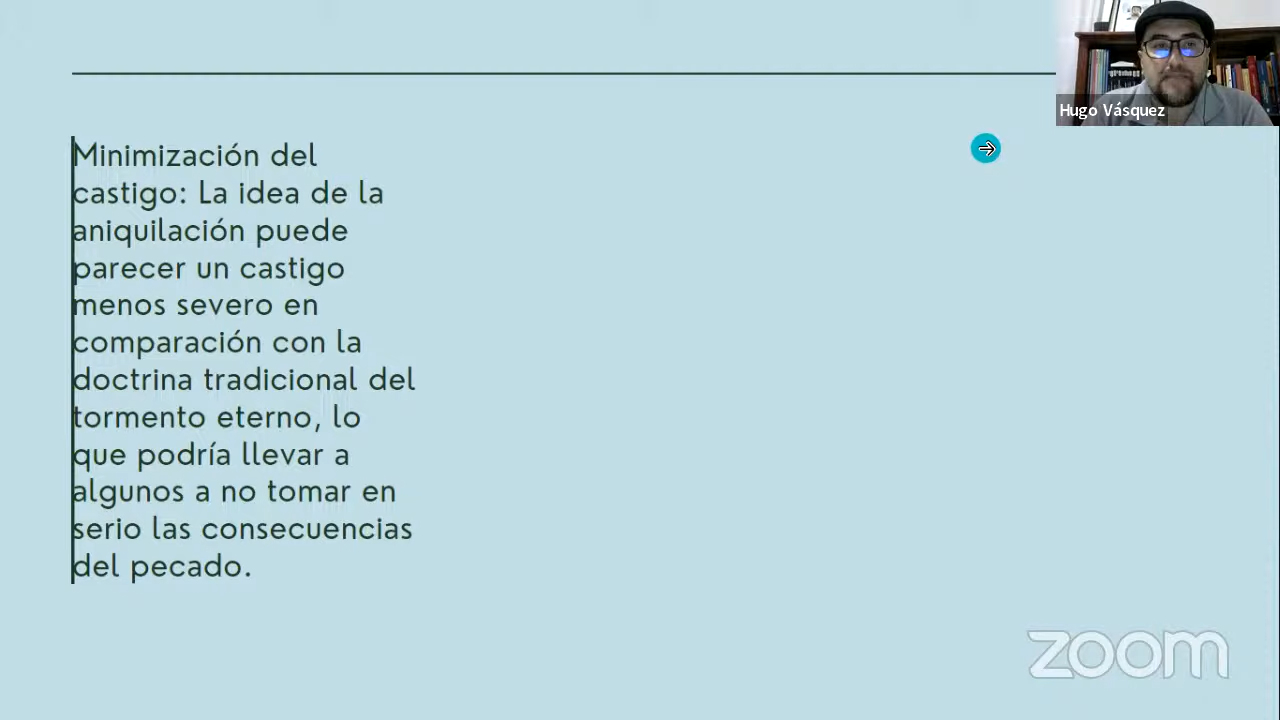 Hugo Vásquez
Minimización del
castigo: La idea de la
aniquilación puede
parecer un castigo
menos severo en
comparación con la
doctrina tradicional del
tormento eterno, lo
que podría llevar a
algunos a no tomar en
serio las consecuencias
del pecado.
zoom